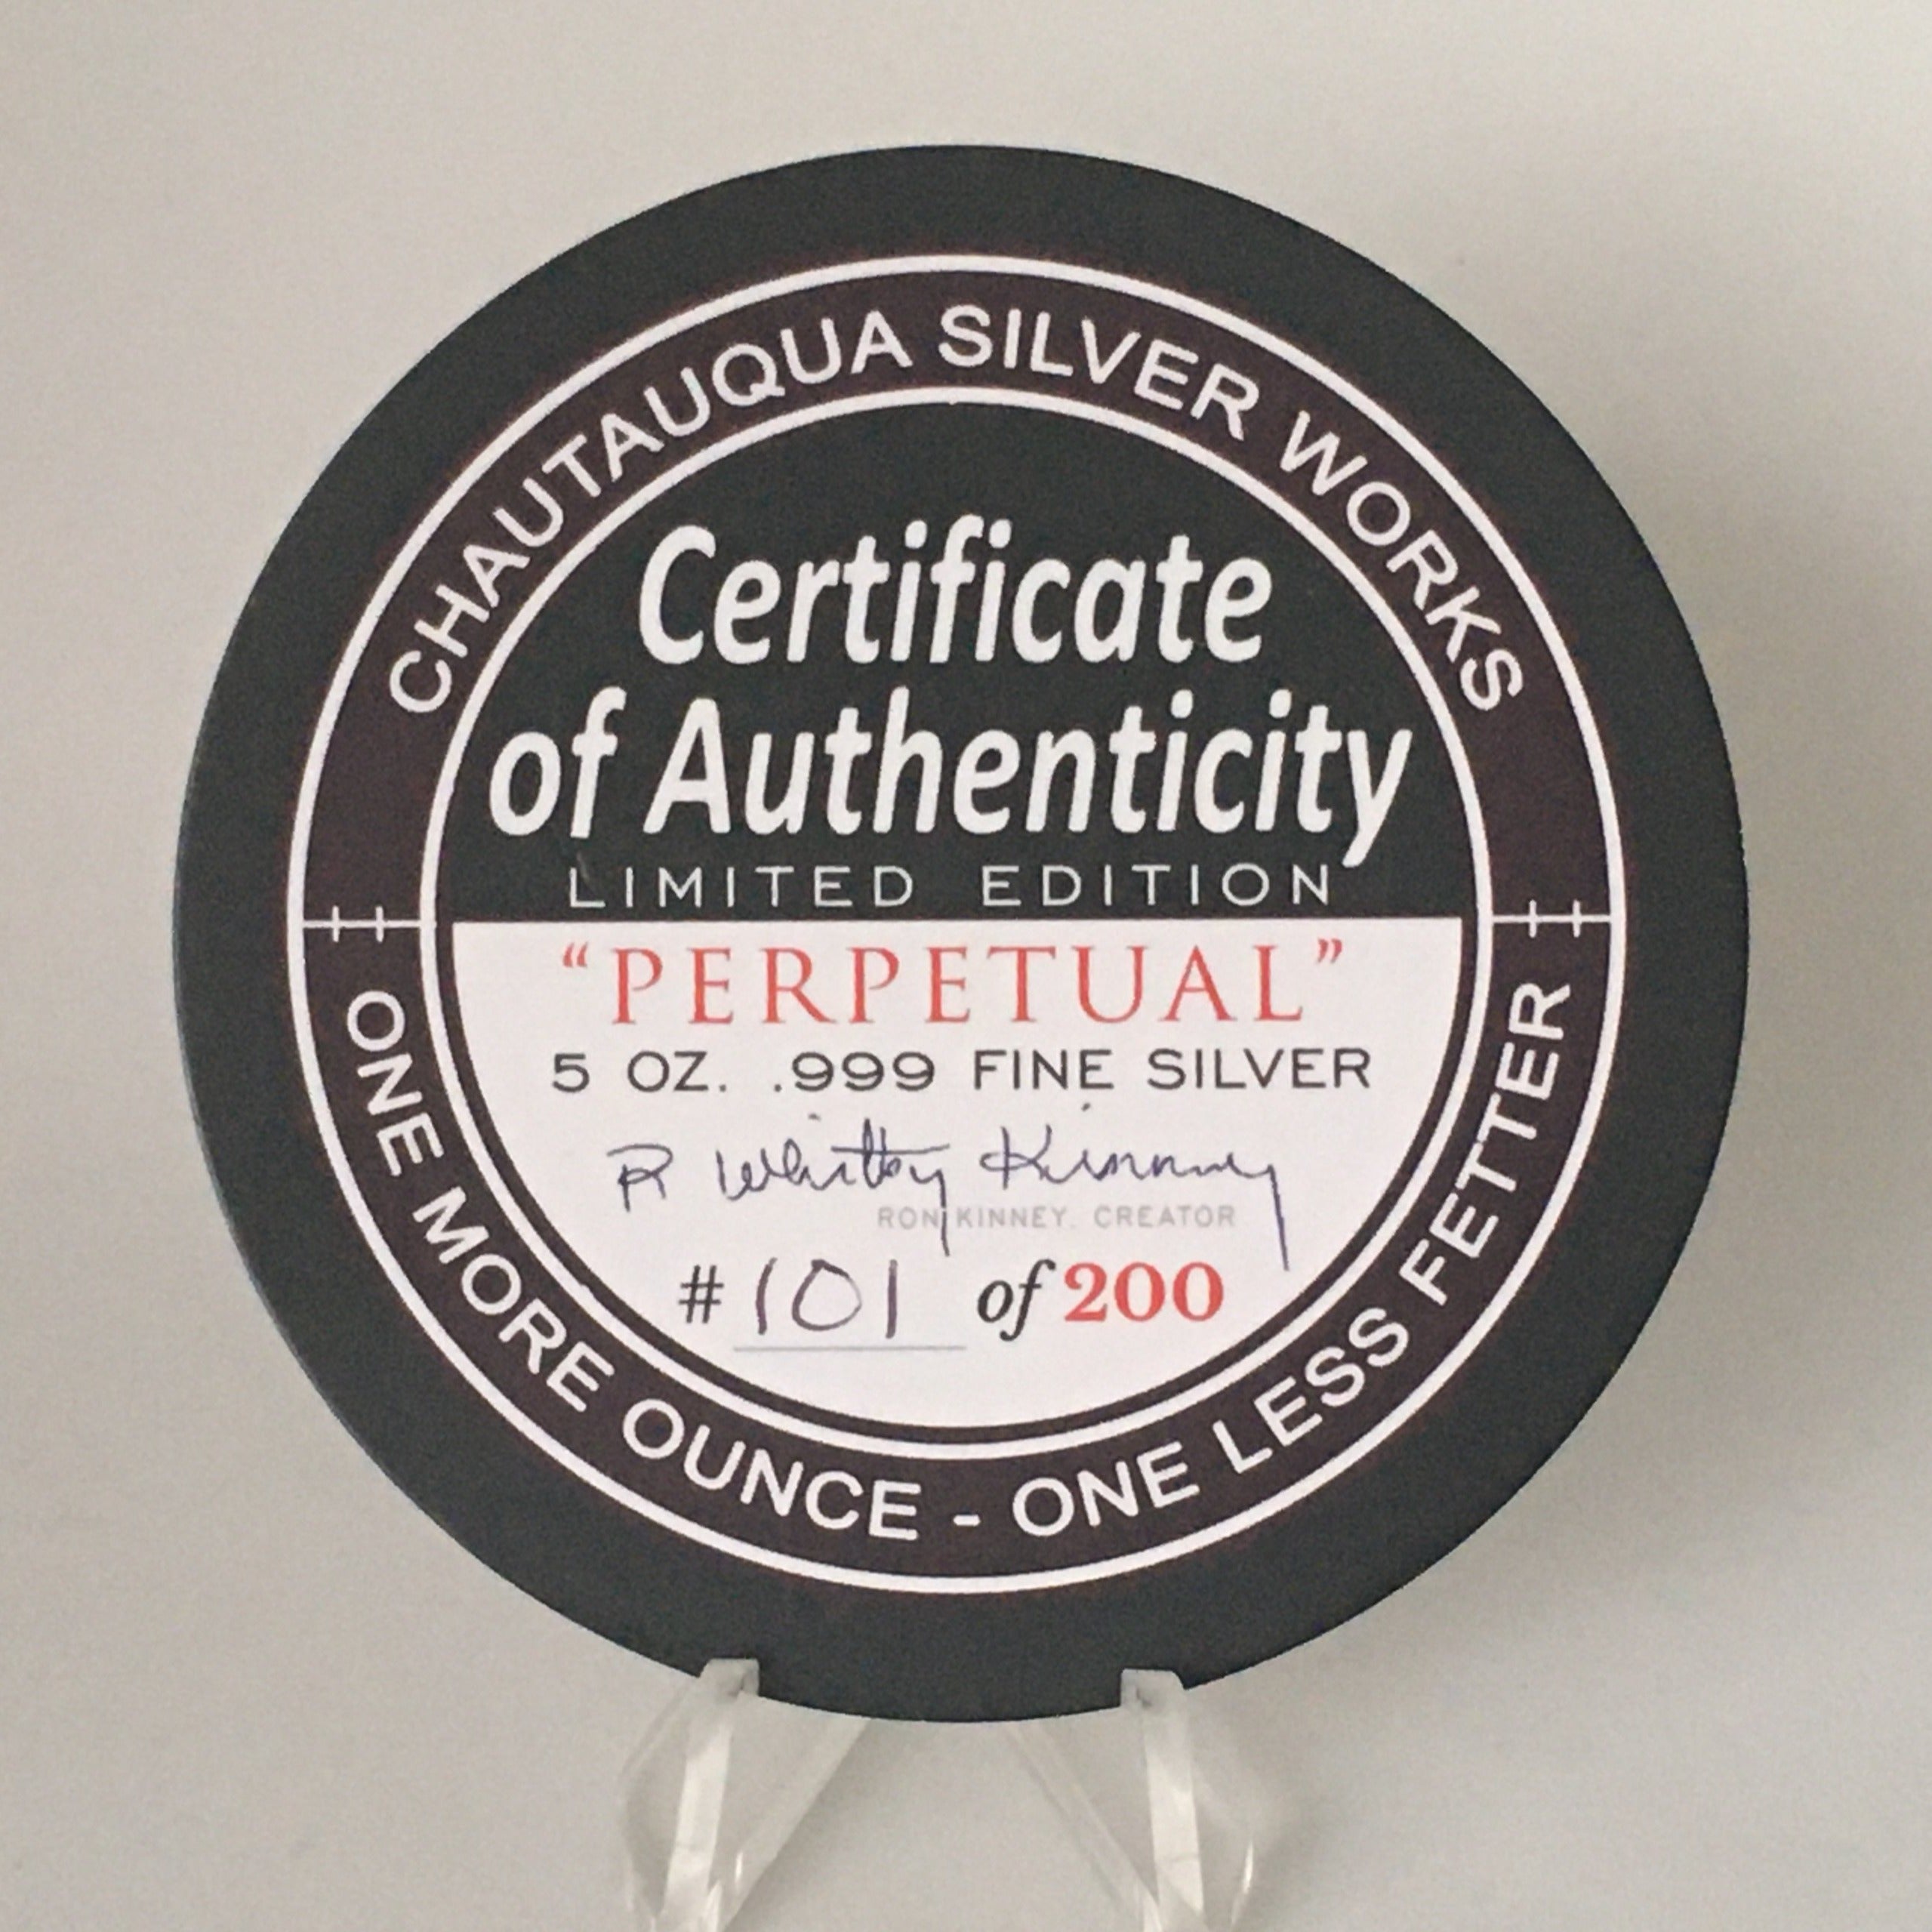 CHAUTAUQUA SILVER WORKS
Certificate
of Authenticity
LIMITED EDITION
“PERPETUAL”
5 OZ. .999 FINE SILVER
R Whitby Kinney
RON KINNEY, CREATOR
#101 of 200
ONE MORE OUNCE - ONE LESS FETTER